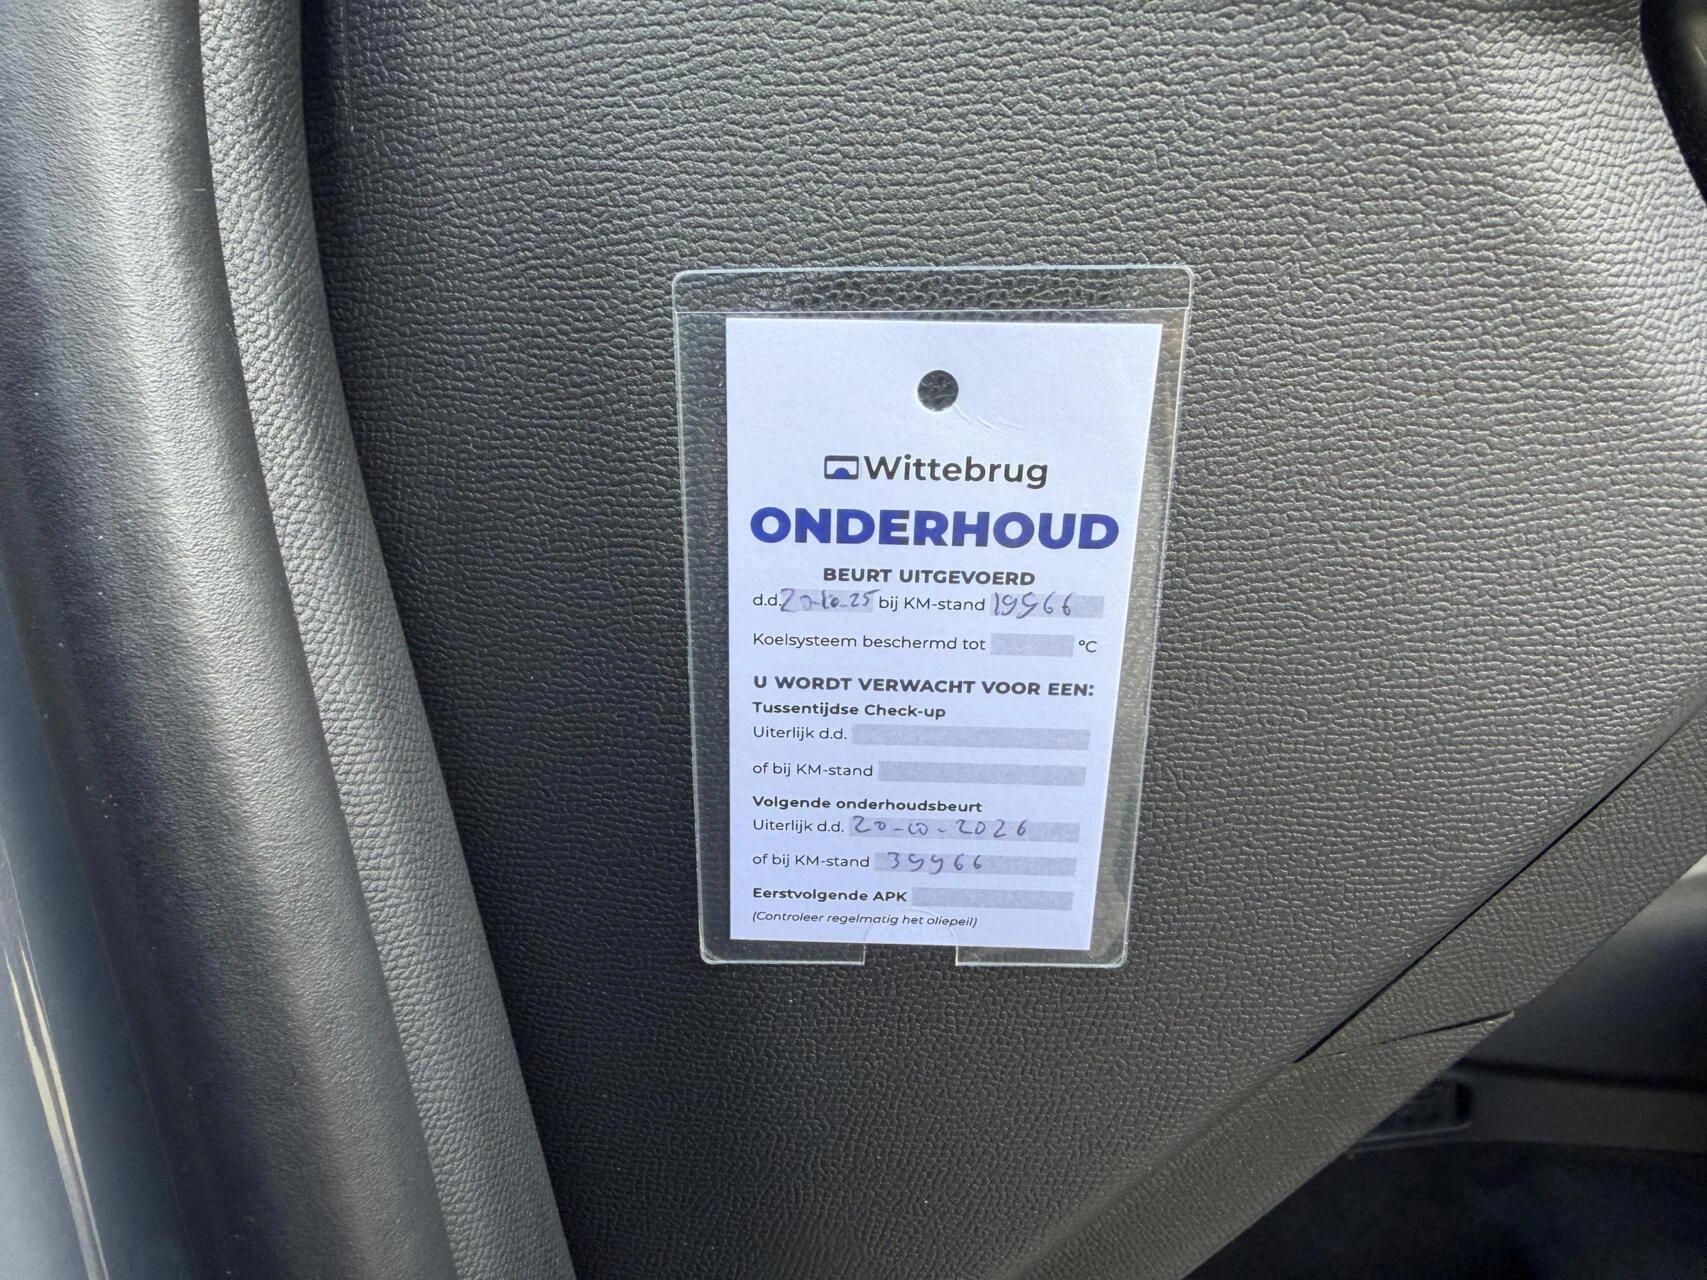 Wittebrug
ONDERHOUD
BEURT UITGEVOERD
d.d. 20-10-25 bij KM-stand 19966
Koelsysteem beschermd tot °C
U WORDT VERWACHT VOOR EEN:
Tussentijdse Check-up
Uiterlijk d.d.
of bij KM-stand
Volgende onderhoudsbeurt
Uiterlijk d.d. 20-10-2026
of bij KM-stand 39966
Eerstvolgende APK
(Controleer regelmatig het oliepeil)